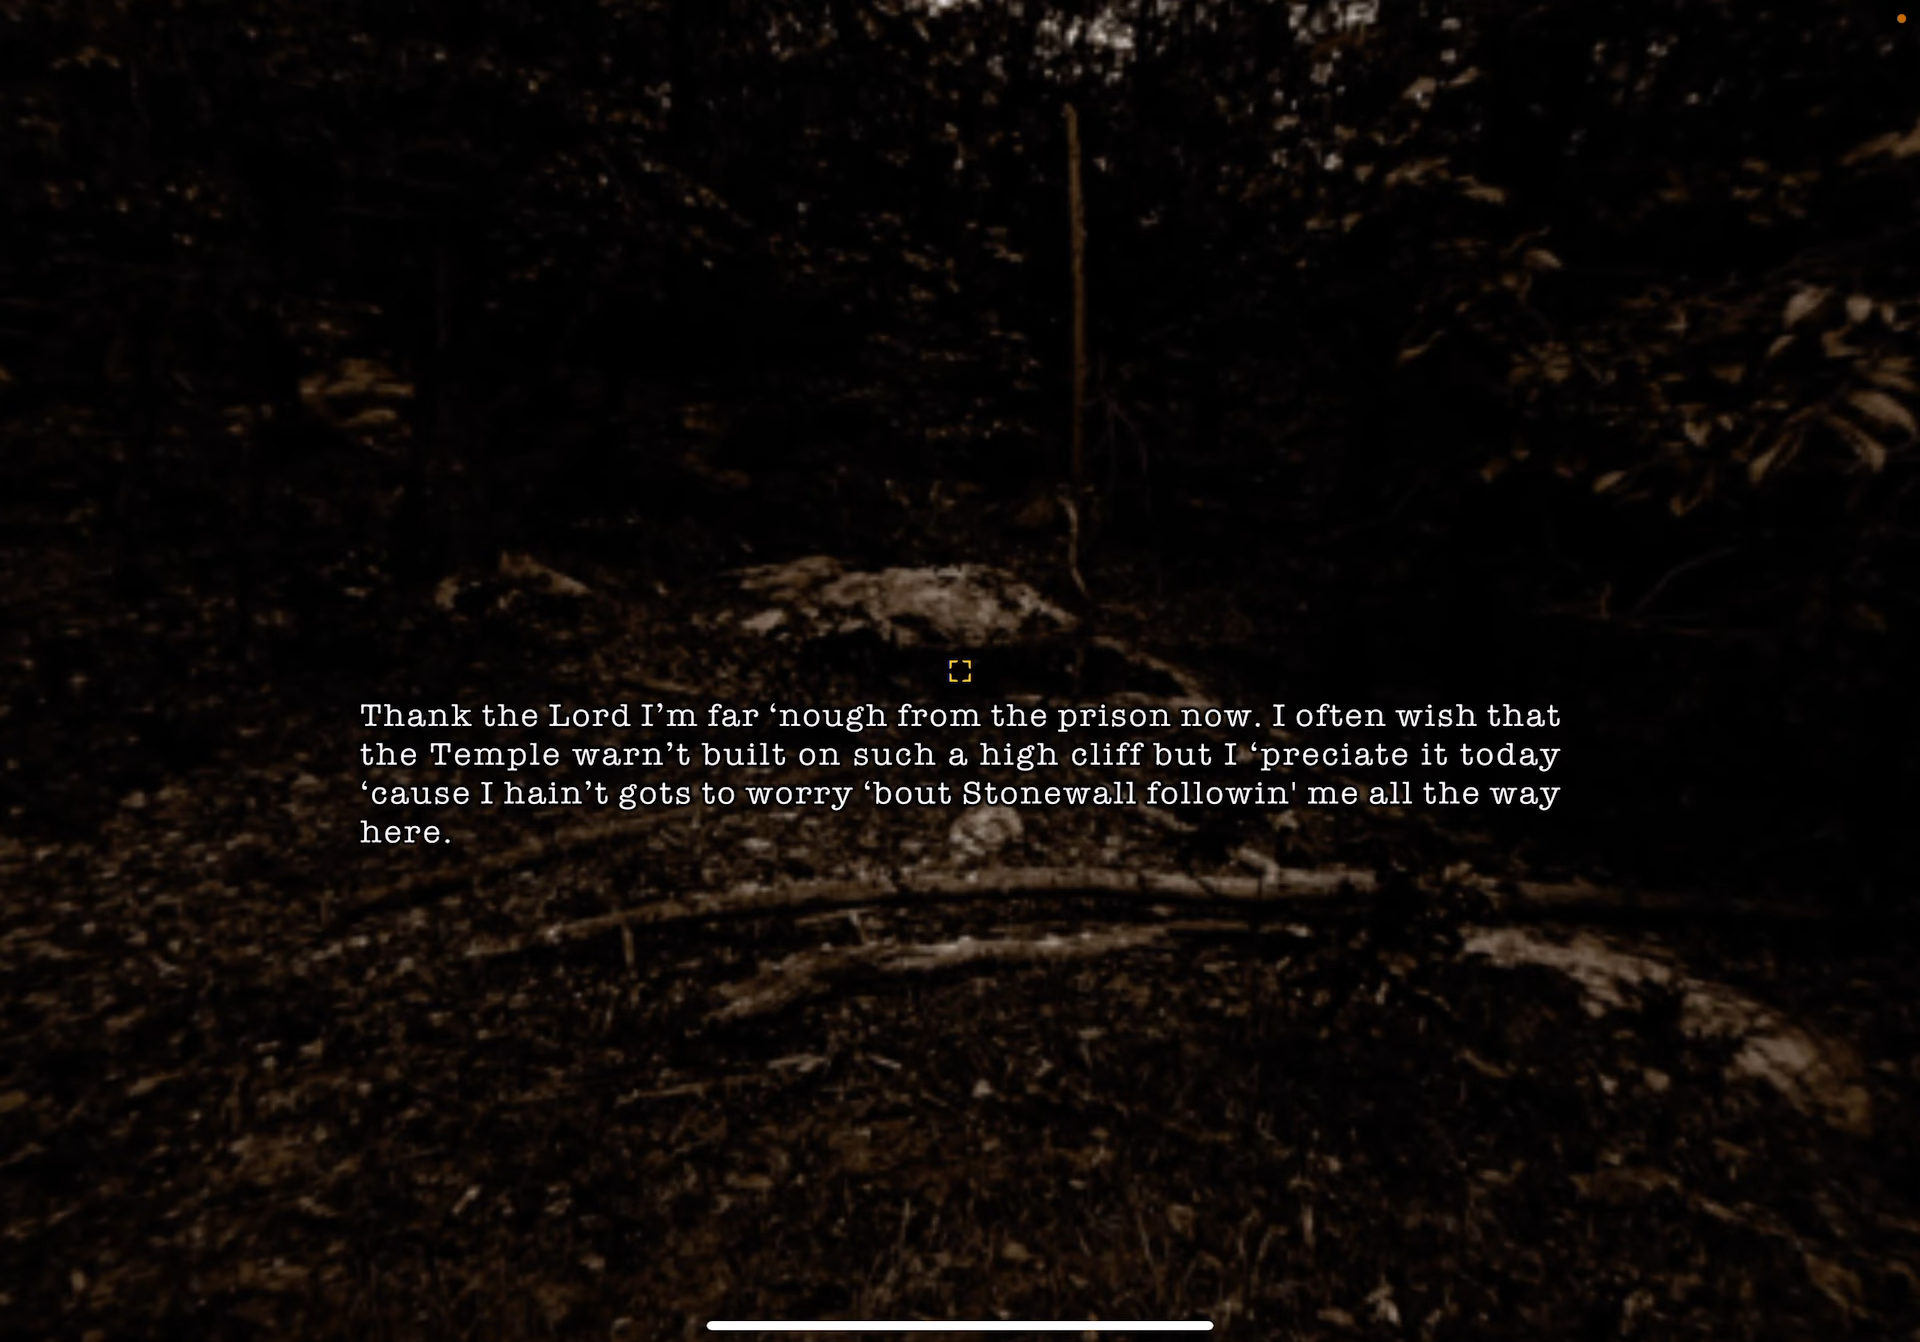 Thank the Lord I’m far ‘nough from the prison now. I often wish that
the Temple warn’t built on such a high cliff but I ‘preciate it today
‘cause I hain’t gots to worry ‘bout Stonewall followin' me all the way
here.